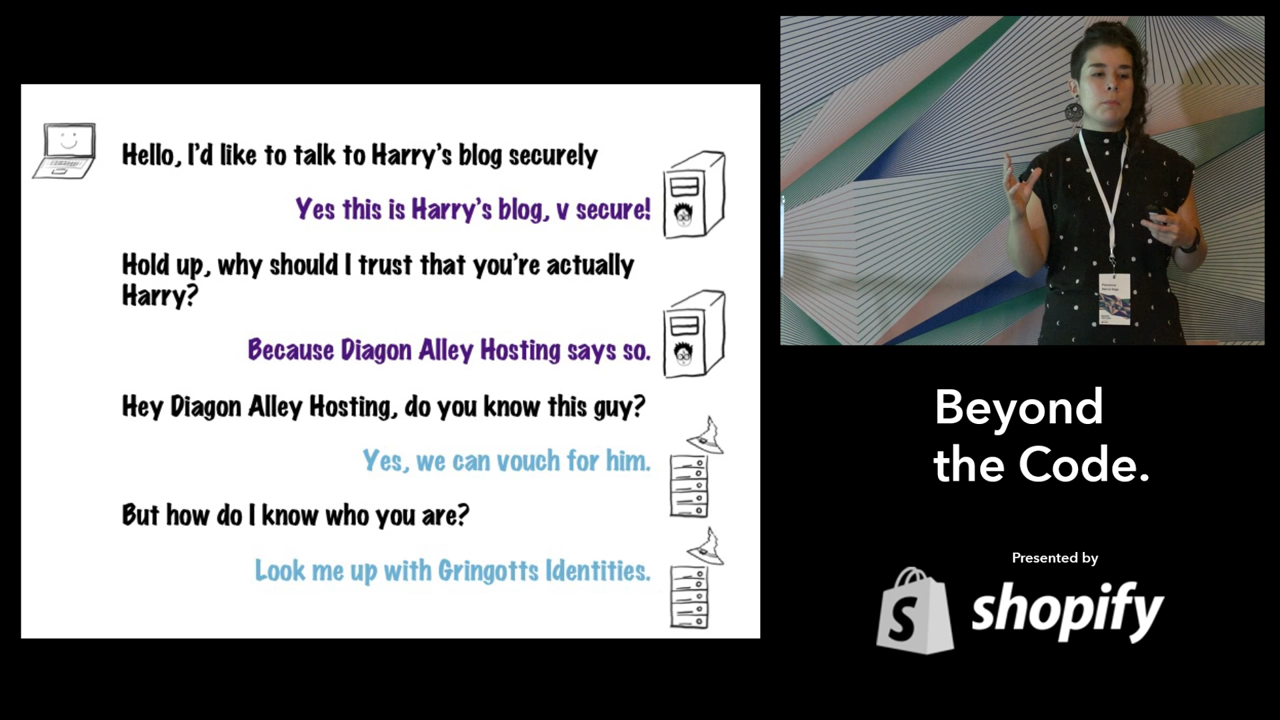 Hello, I'd like to talk to Harry's blog securely
Yes this is Harry's blog, v secure!
Hold up, why should I trust that you're actually
Harry?
Because Diagon Alley Hosting says so.
Hey Diagon Alley Hosting, do you know this guy?
Yes, we can vouch for him.
But how do I know who you are?
Look me up with Gringotts Identities.
Beyond
the Code.
Presented by
S
shopify